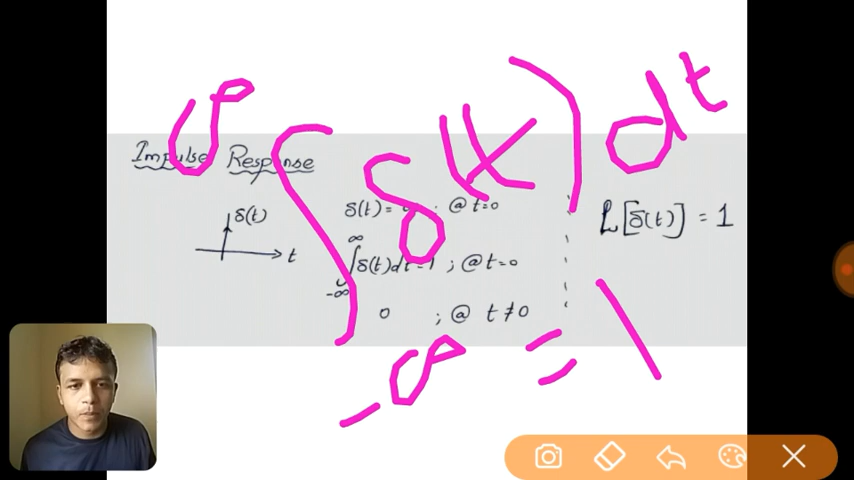 ∞
∫ δ(t) dt
-∞ = 1
Impulse Response
δ(t)
t
δ(t) = ; @ t=0
∞
∫ δ(t) dt = 1 ; @ t=0
-∞
0 ; @ t ≠ 0
L[δ(t)] = 1